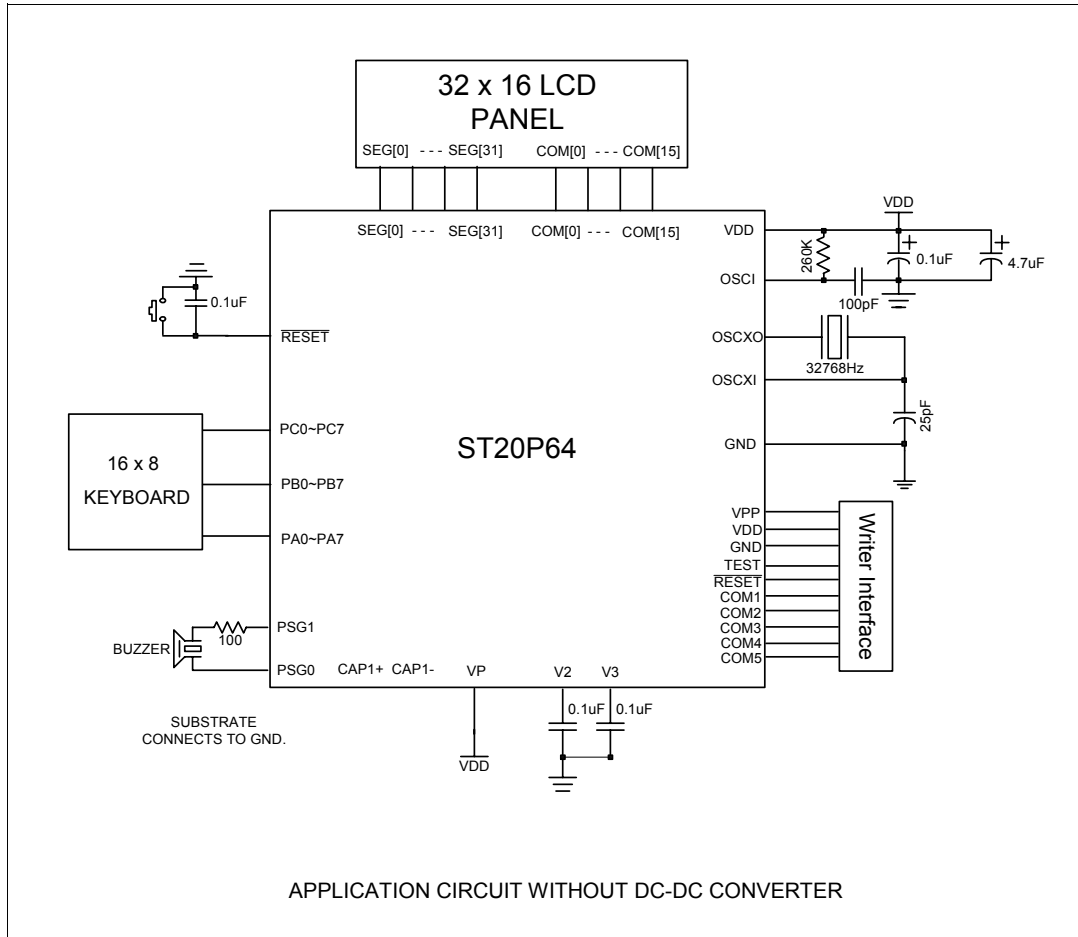 32 x 16 LCD
PANEL
SEG[0] - - - SEG[31] COM[0] - - - COM[15]
SEG[0] - - - SEG[31] COM[0] - - - COM[15]
VDD
VDD
260K
0.1uF
4.7uF
OSCI
100pF
0.1uF
RESET
OSCXO
32768Hz
OSCXI
25pF
GND
PC0~PC7
16 x 8
KEYBOARD
PB0~PB7
PA0~PA7
ST20P64
VPP
VDD
GND
TEST
RESET
COM1
COM2
COM3
COM4
COM5
Writer Interface
PSG1
100
BUZZER
PSG0
CAP1+ CAP1- VP V2 V3
0.1uF 0.1uF
SUBSTRATE
CONNECTS TO GND.
VDD
APPLICATION CIRCUIT WITHOUT DC-DC CONVERTER